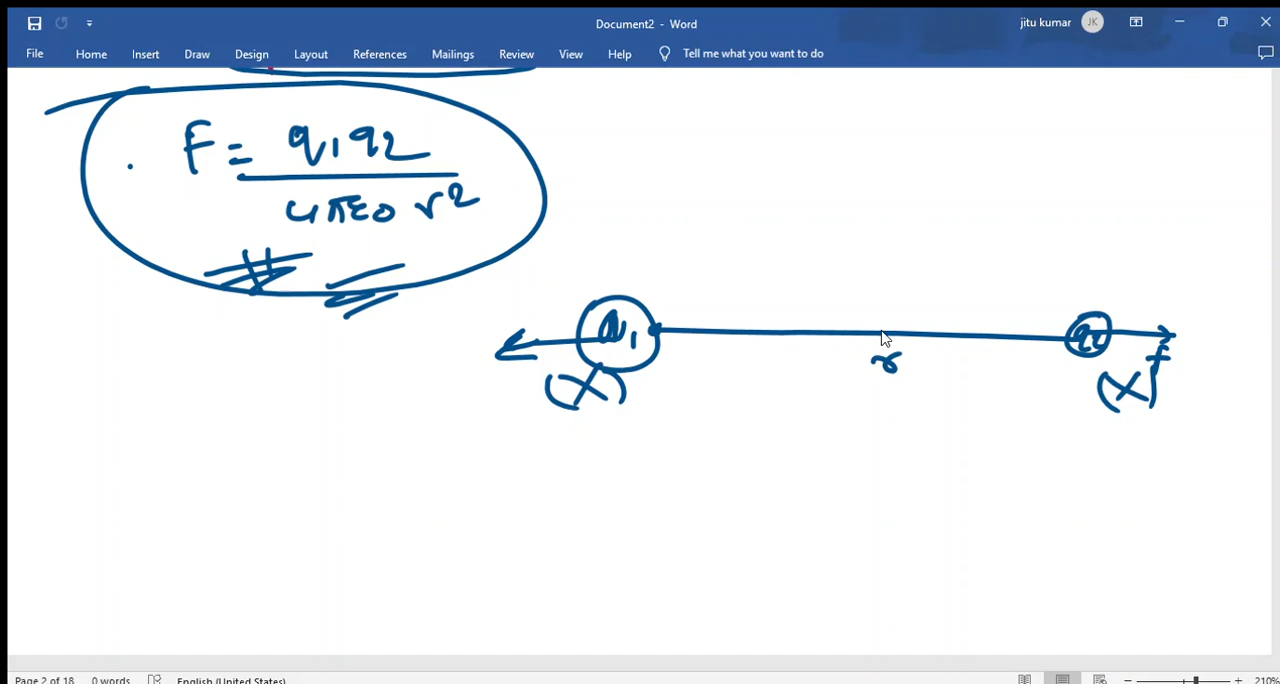 Document2 - Word
jitu kumar JK
File Home Insert Draw Design Layout References Mailings Review View Help Tell me what you want to do
F = q1q2
4πε0 r2
q1 q2
r F
(X) (X)
Page 2 of 18 0 words English (United States) 210%